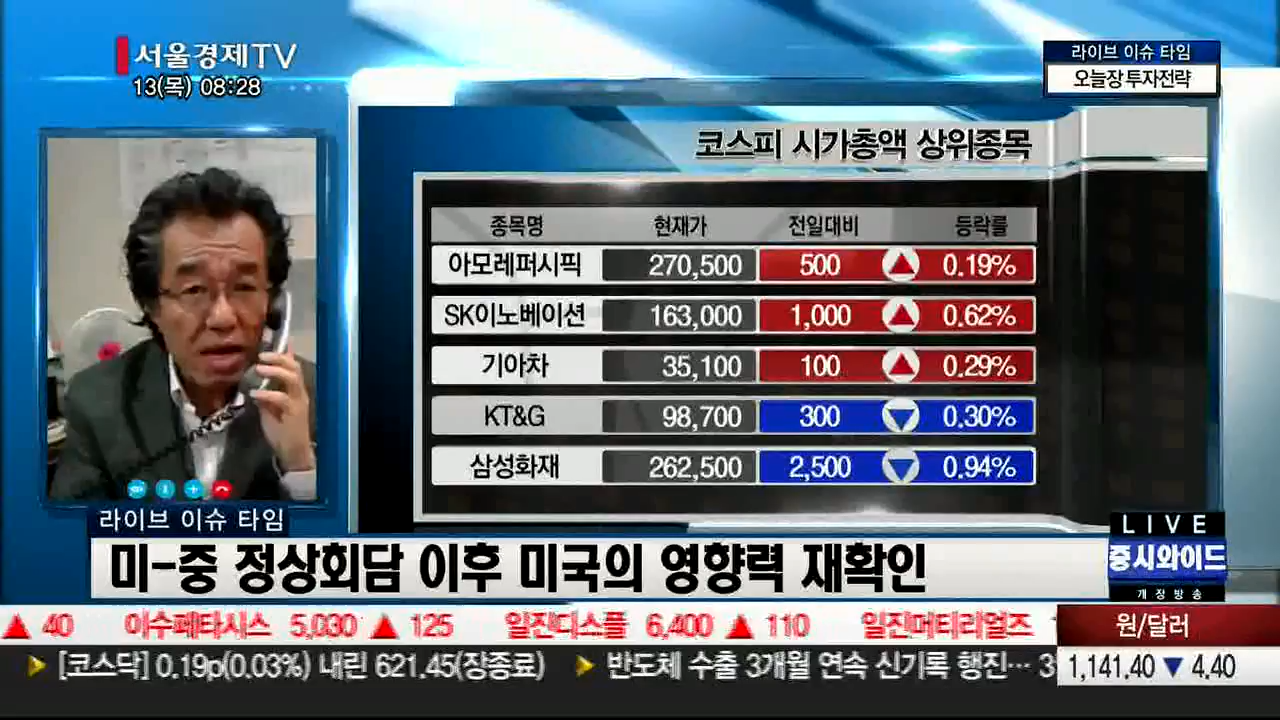 서울경제TV
13(목) 08:28
라이브 이슈 타임
오늘장 투자전략
코스피 시가총액 상위종목
종목명 현재가 전일대비 등락률
아모레퍼시픽 270,500 500 ▲ 0.19%
SK이노베이션 163,000 1,000 ▲ 0.62%
기아차 35,100 100 ▲ 0.29%
KT&G 98,700 300 ▼ 0.30%
삼성화재 262,500 2,500 ▼ 0.94%
라이브 이슈 타임
미-중 정상회담 이후 미국의 영향력 재확인
LIVE
증시와이드
개장방송
▲ 40 이수페타시스 5,030 ▲ 125 일진디스플 6,400 ▲ 110 일진머티리얼즈
원/달러
[코스닥] 0.19p(0.03%) 내린 621.45(장종료) 반도체 수출 3개월 연속 신기록 행진… 3
1,141.40 ▼ 4.40